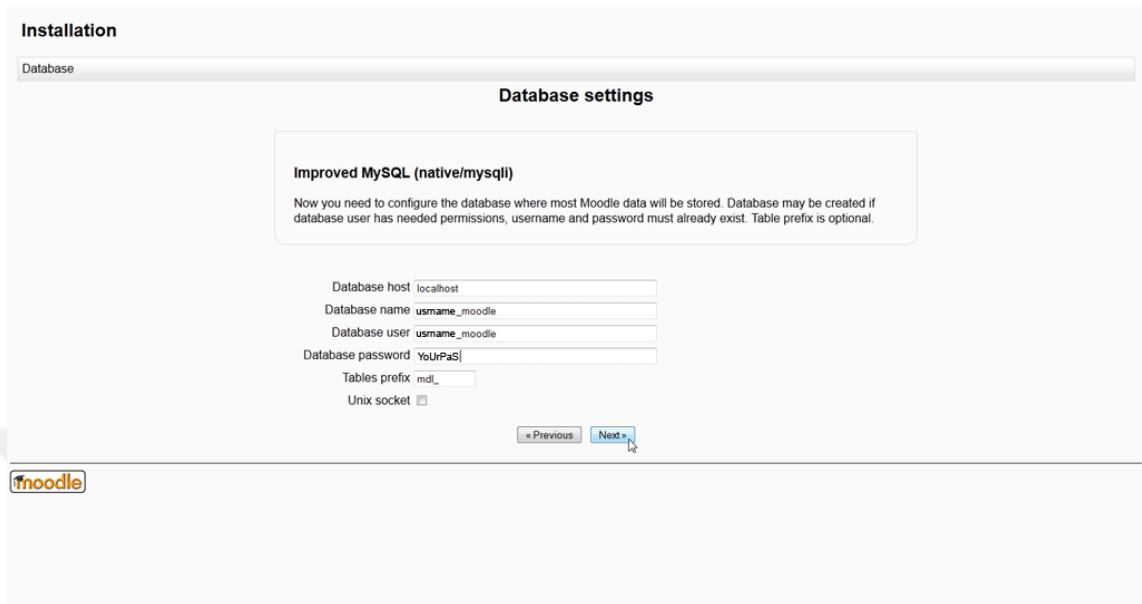 Installation
Database
Database settings
Improved MySQL (native/mysqli)
Now you need to configure the database where most Moodle data will be stored. Database may be created if
database user has needed permissions, username and password must already exist. Table prefix is optional.
Database host localhost
Database name usrname_moodle
Database user usrname_moodle
Database password YoUrPaS
Tables prefix mdl_
Unix socket
« Previous Next »
moodle